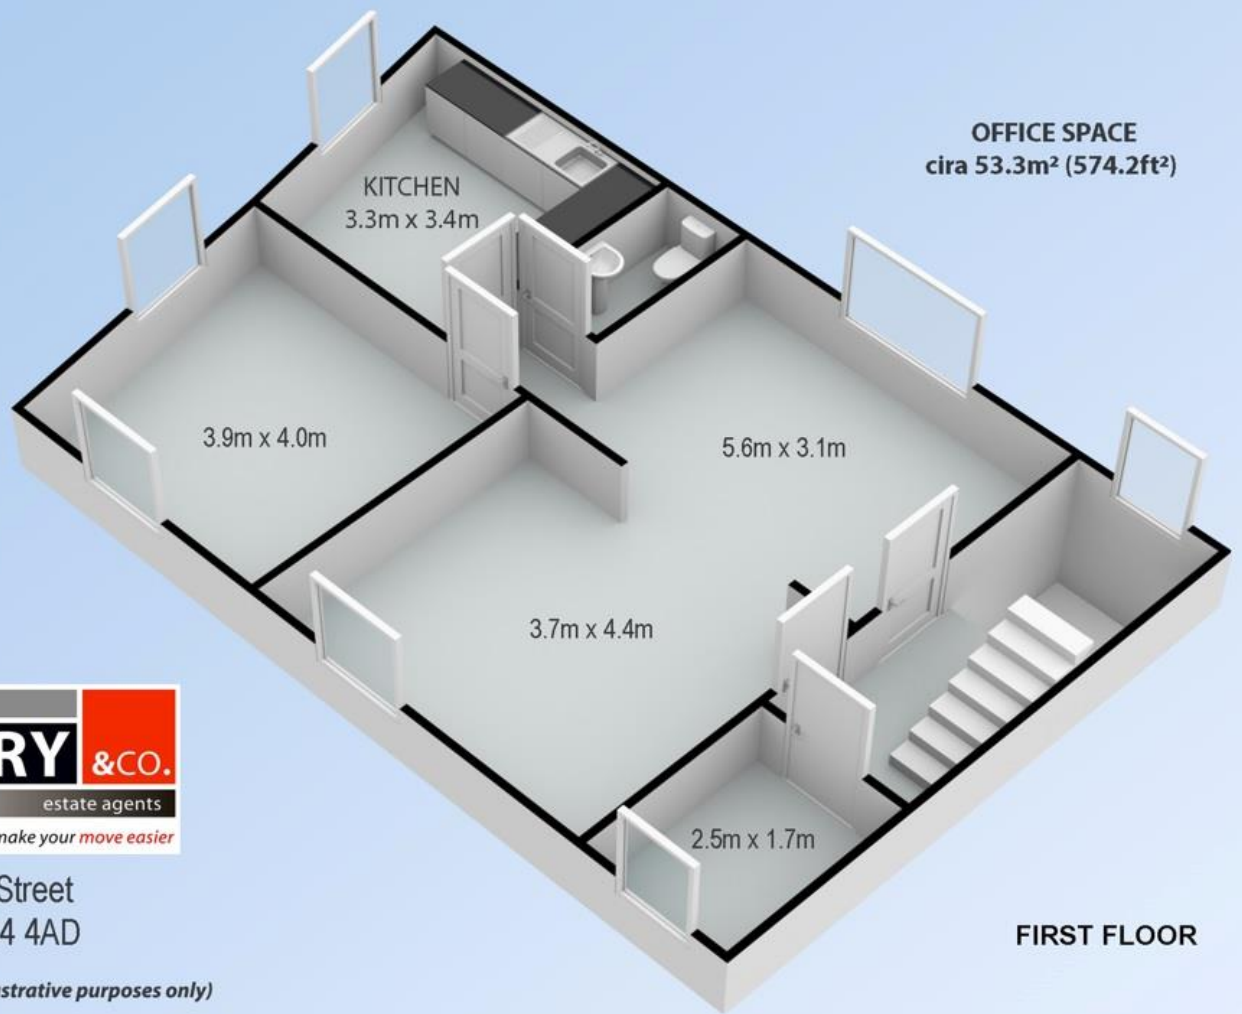 OFFICE SPACE
cira 53.3m² (574.2ft²)
KITCHEN
3.3m x 3.4m
3.9m x 4.0m
5.6m x 3.1m
3.7m x 4.4m
2.5m x 1.7m
RY &CO.
estate agents
make your move easier
Street
4 4AD
strative purposes only)
FIRST FLOOR